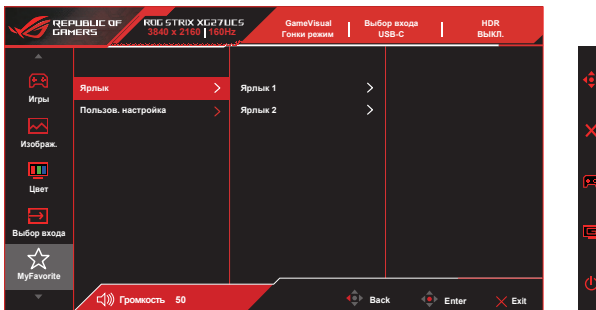 REPUBLIC OF
GAMERS
ROG STRIX XG27UCS
3840 x 2160 160Hz
GameVisual
Гонки режим
Выбор входа
USB-C
HDR
ВЫКЛ.
Игры
Изображ.
Цвет
Выбор входа
MyFavorite
Ярлык
Пользов. настройка
Ярлык 1
Ярлык 2
Громкость 50
Back
Enter
Exit